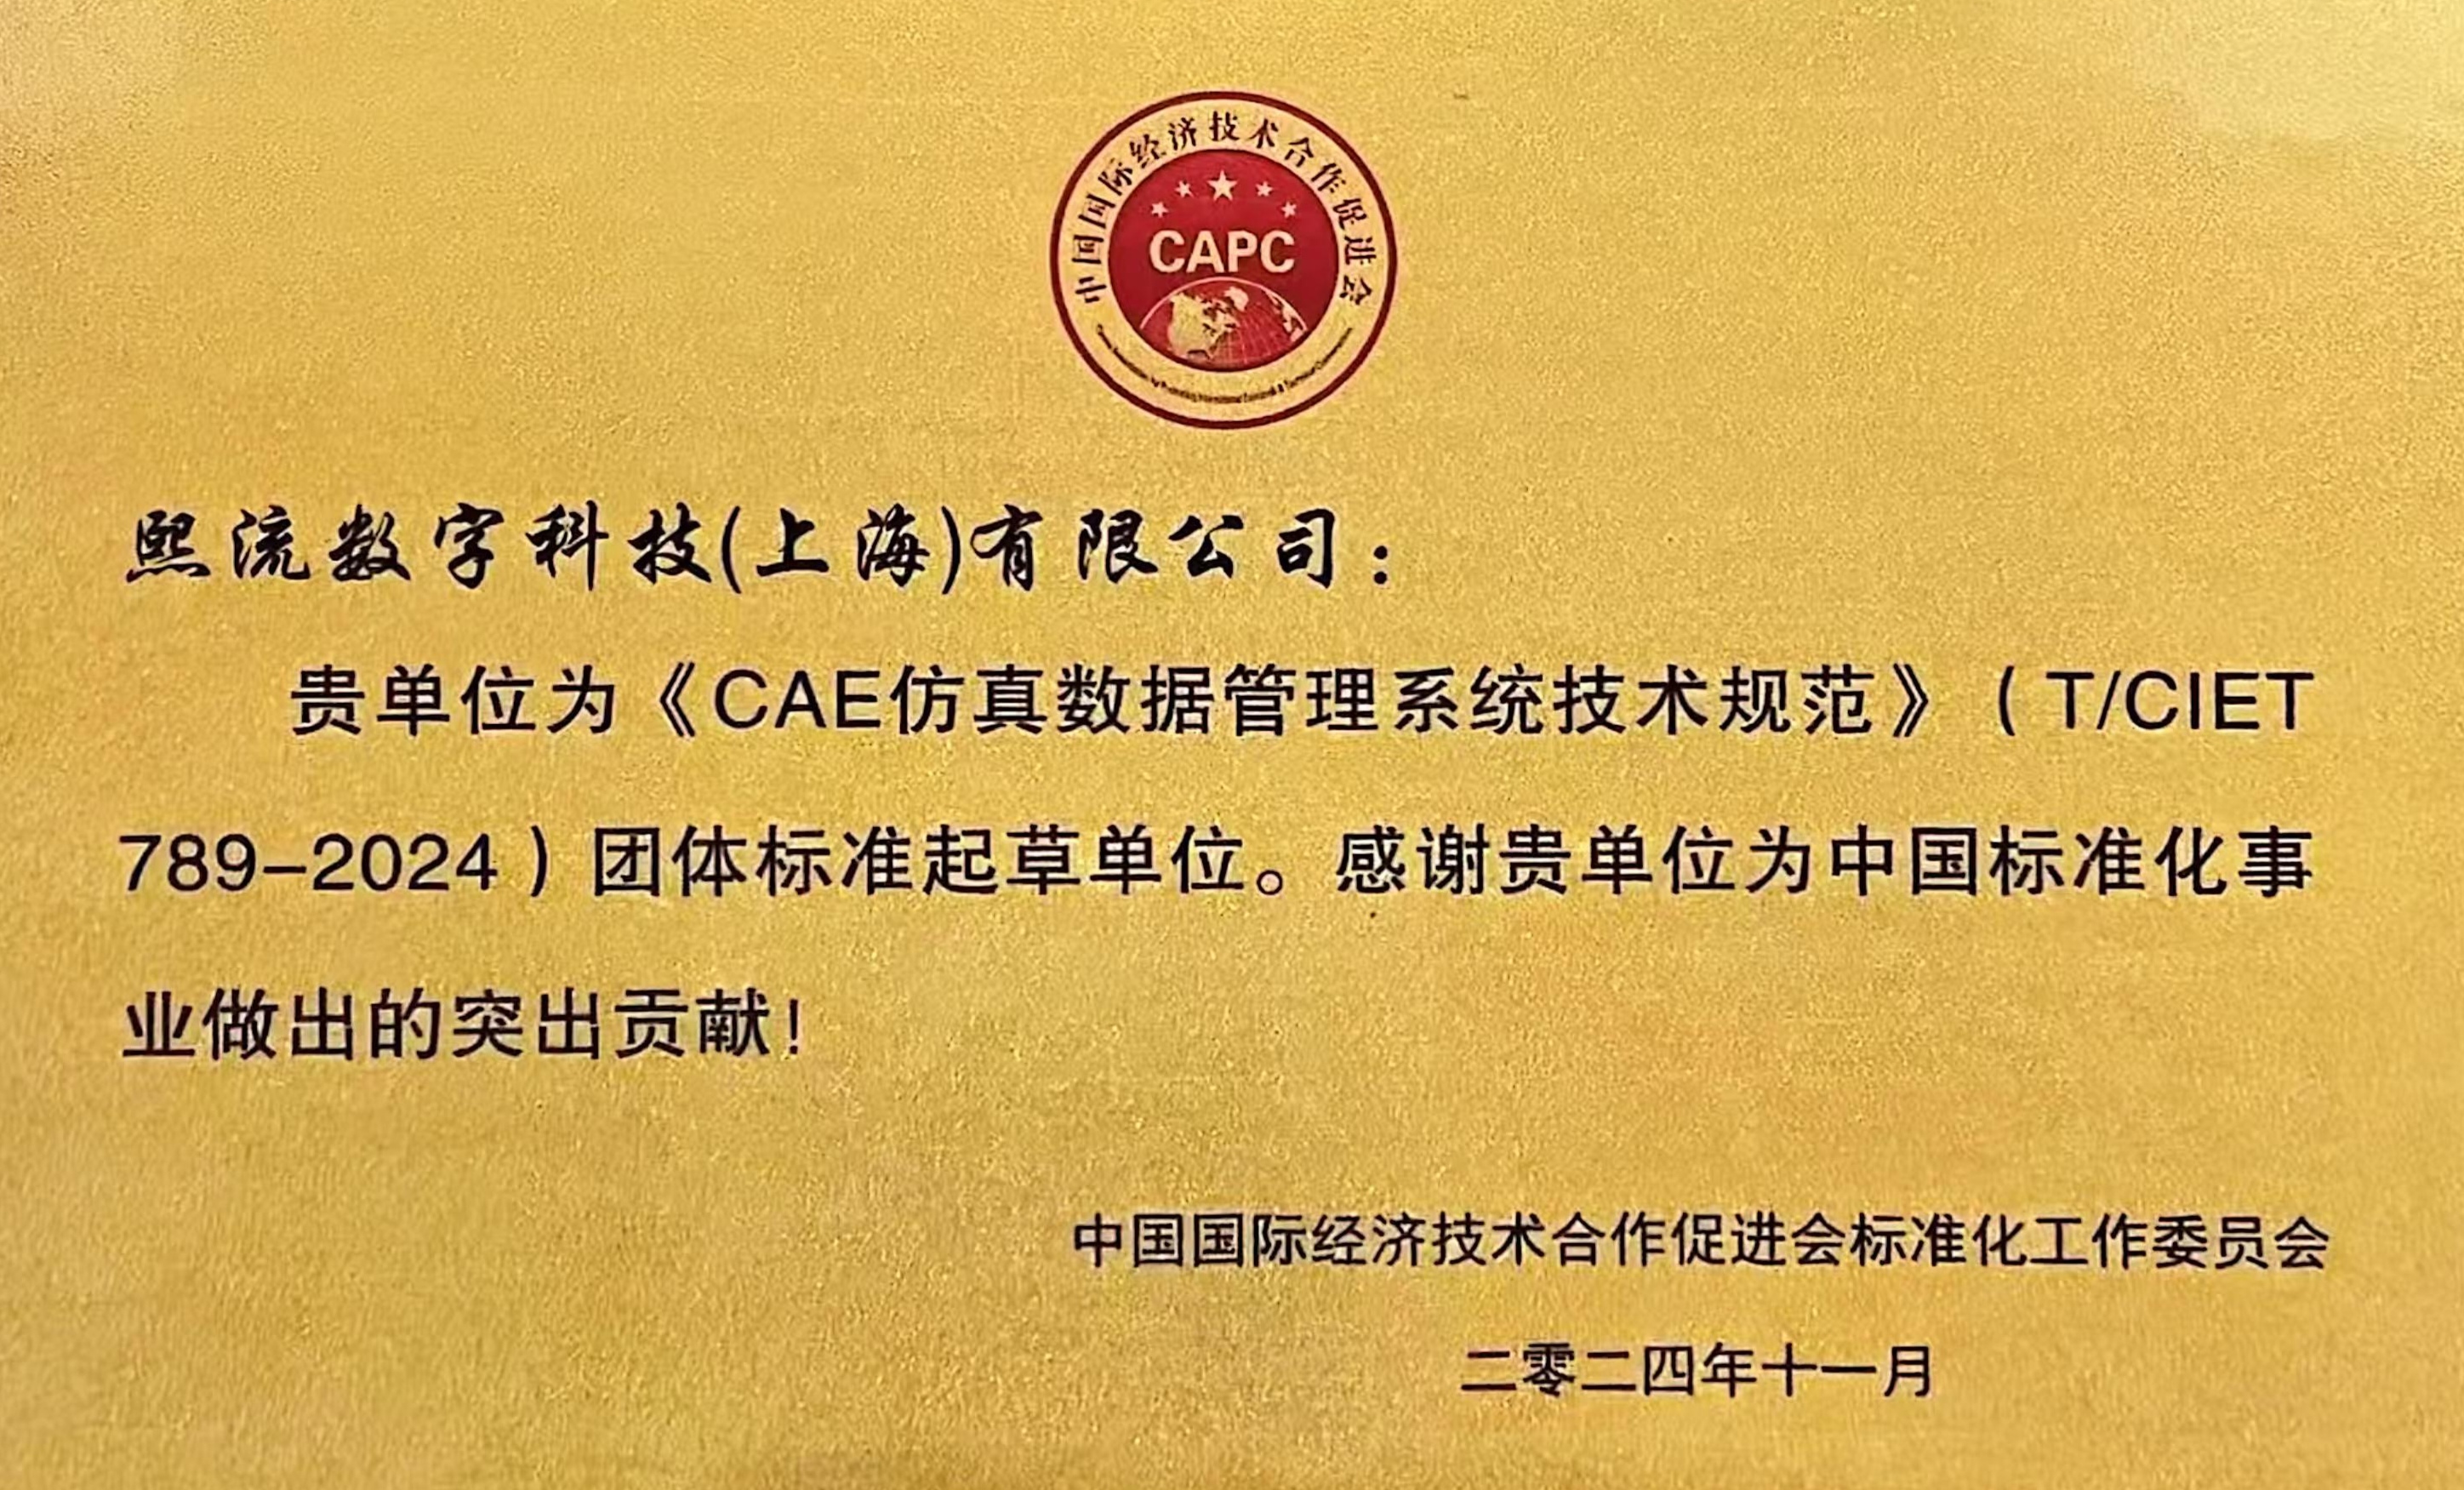 中国国际经济技术合作促进会
CAPC
熙流数字科技(上海)有限公司：
贵单位为《CAE仿真数据管理系统技术规范》（T/CIET
789-2024）团体标准起草单位。感谢贵单位为中国标准化事
业做出的突出贡献！
中国国际经济技术合作促进会标准化工作委员会
二零二四年十一月